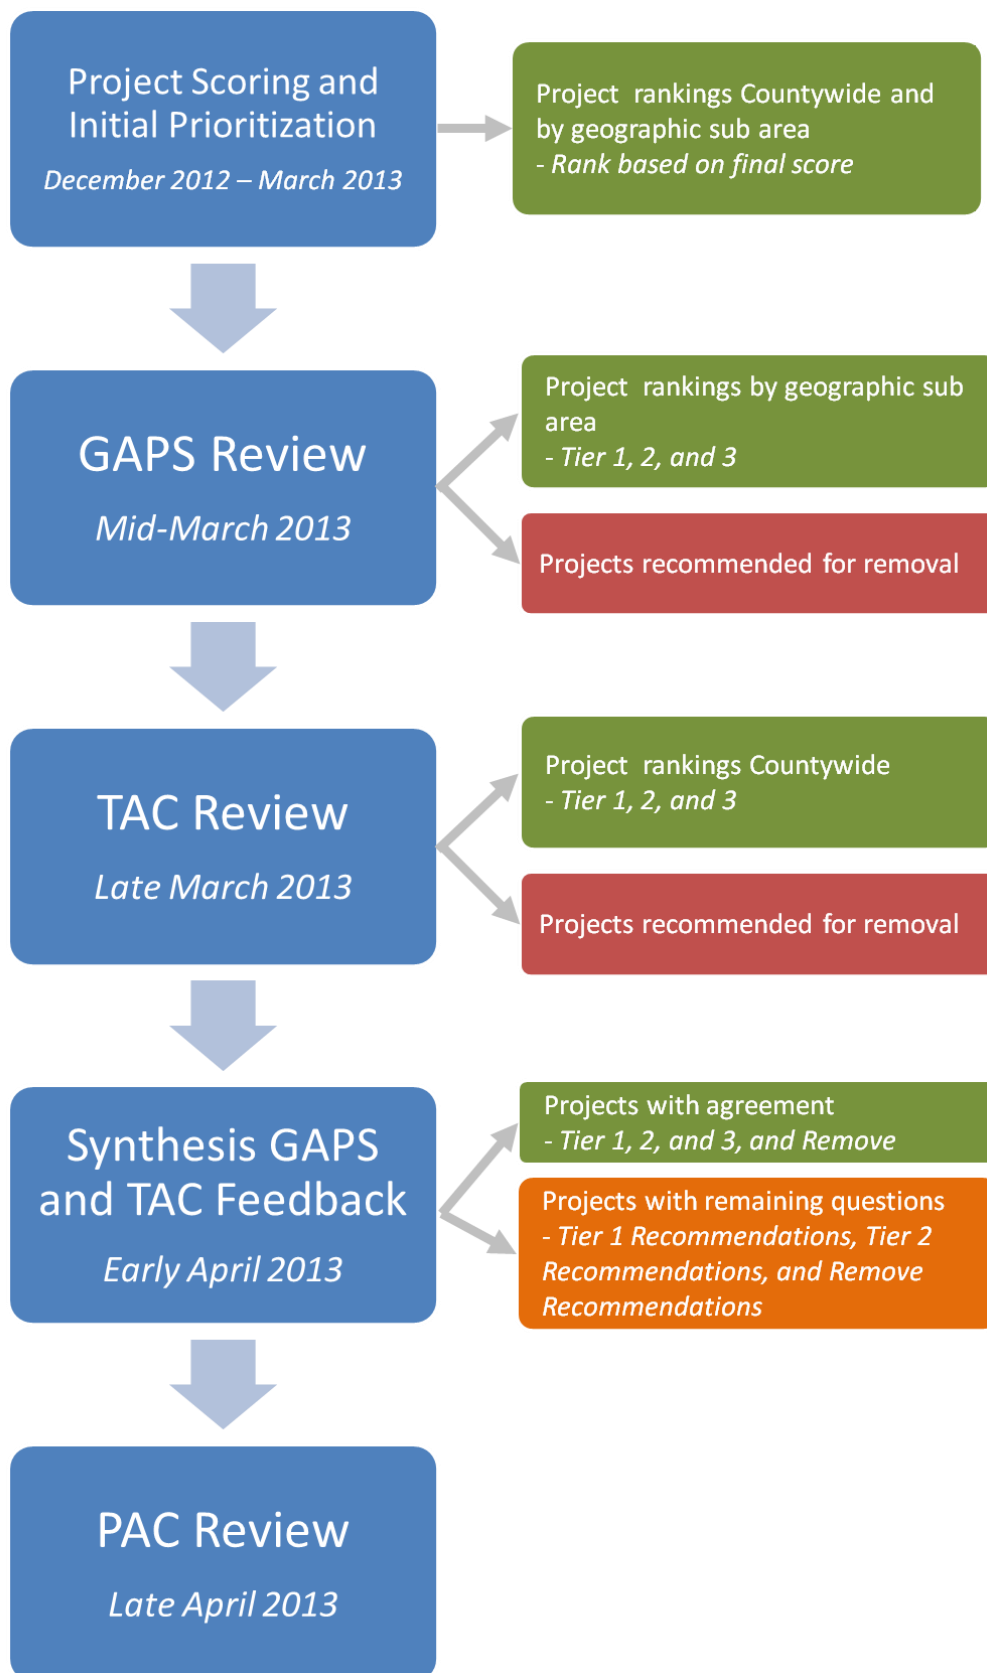 Project Scoring and
Initial Prioritization
December 2012 – March 2013
Project rankings Countywide and
by geographic sub area
- Rank based on final score
GAPS Review
Mid-March 2013
Project rankings by geographic sub
area
- Tier 1, 2, and 3
Projects recommended for removal
TAC Review
Late March 2013
Project rankings Countywide
- Tier 1, 2, and 3
Projects recommended for removal
Synthesis GAPS
and TAC Feedback
Early April 2013
Projects with agreement
- Tier 1, 2, and 3, and Remove
Projects with remaining questions
- Tier 1 Recommendations, Tier 2
Recommendations, and Remove
Recommendations
PAC Review
Late April 2013